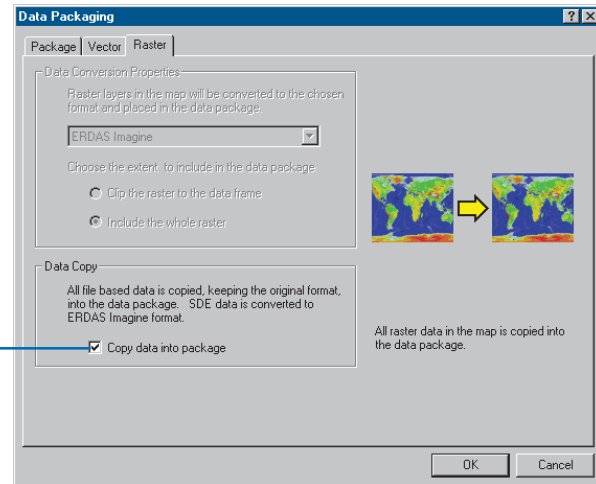 Data Packaging
Package
Vector
Raster
Data Conversion Properties
Raster layers in the map will be converted to the chosen
format and placed in the data package.
ERDAS Imagine
Choose the extent to include in the data package
Clip the raster to the data frame
Include the whole raster
Data Copy
All file based data is copied, keeping the original format,
into the data package. SDE data is converted to
ERDAS Imagine format.
Copy data into package
All raster data in the map is copied into
the data package.
OK
Cancel